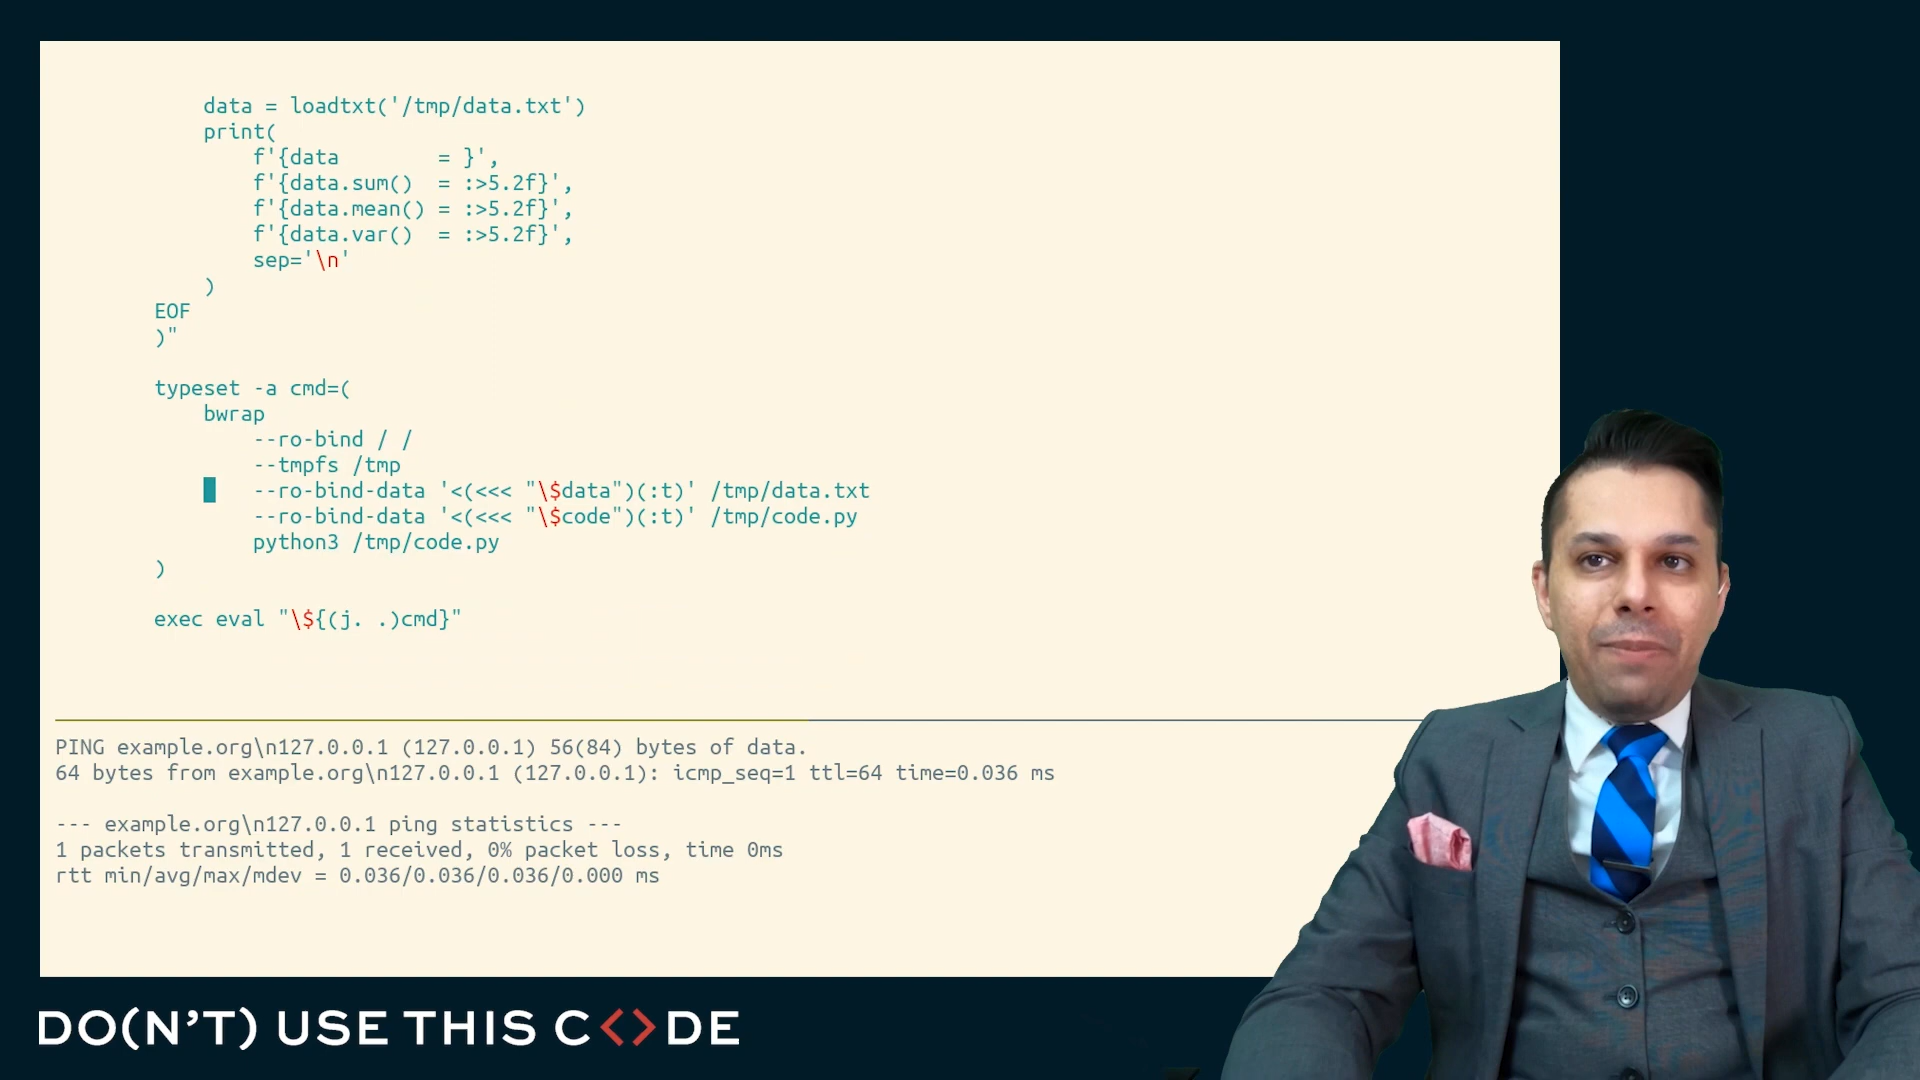 data = loadtxt('/tmp/data.txt')
print(
f'{data        = }',
f'{data.sum()  = :>5.2f}',
f'{data.mean() = :>5.2f}',
f'{data.var()  = :>5.2f}',
sep='\n'
)
EOF
)"
typeset -a cmd=(
bwrap
--ro-bind / /
--tmpfs /tmp
--ro-bind-data '<(<<< "\$data")(:t)' /tmp/data.txt
--ro-bind-data '<(<<< "\$code")(:t)' /tmp/code.py
python3 /tmp/code.py
)
exec eval "\${(j. .)cmd}"
PING example.org\n127.0.0.1 (127.0.0.1) 56(84) bytes of data.
64 bytes from example.org\n127.0.0.1 (127.0.0.1): icmp_seq=1 ttl=64 time=0.036 ms
--- example.org\n127.0.0.1 ping statistics ---
1 packets transmitted, 1 received, 0% packet loss, time 0ms
rtt min/avg/max/mdev = 0.036/0.036/0.036/0.000 ms
DO(N'T) USE THIS C<>DE